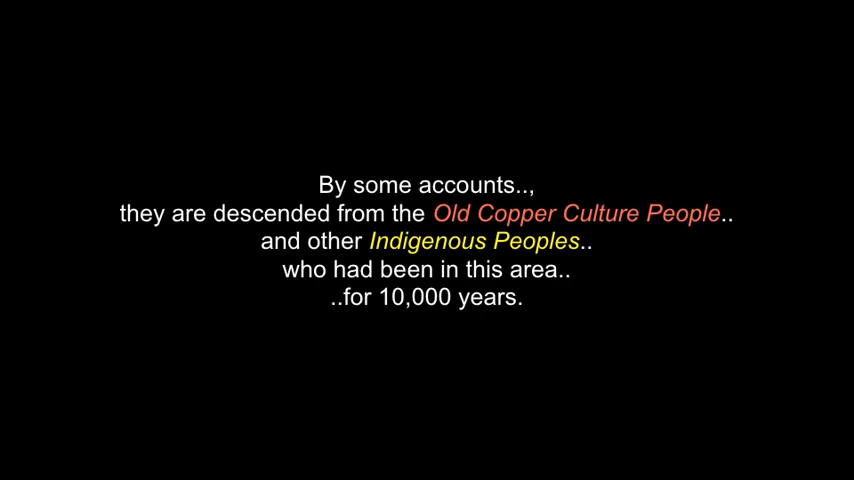 By some accounts..,
they are descended from the Old Copper Culture People..
and other Indigenous Peoples..
who had been in this area..
..for 10,000 years.